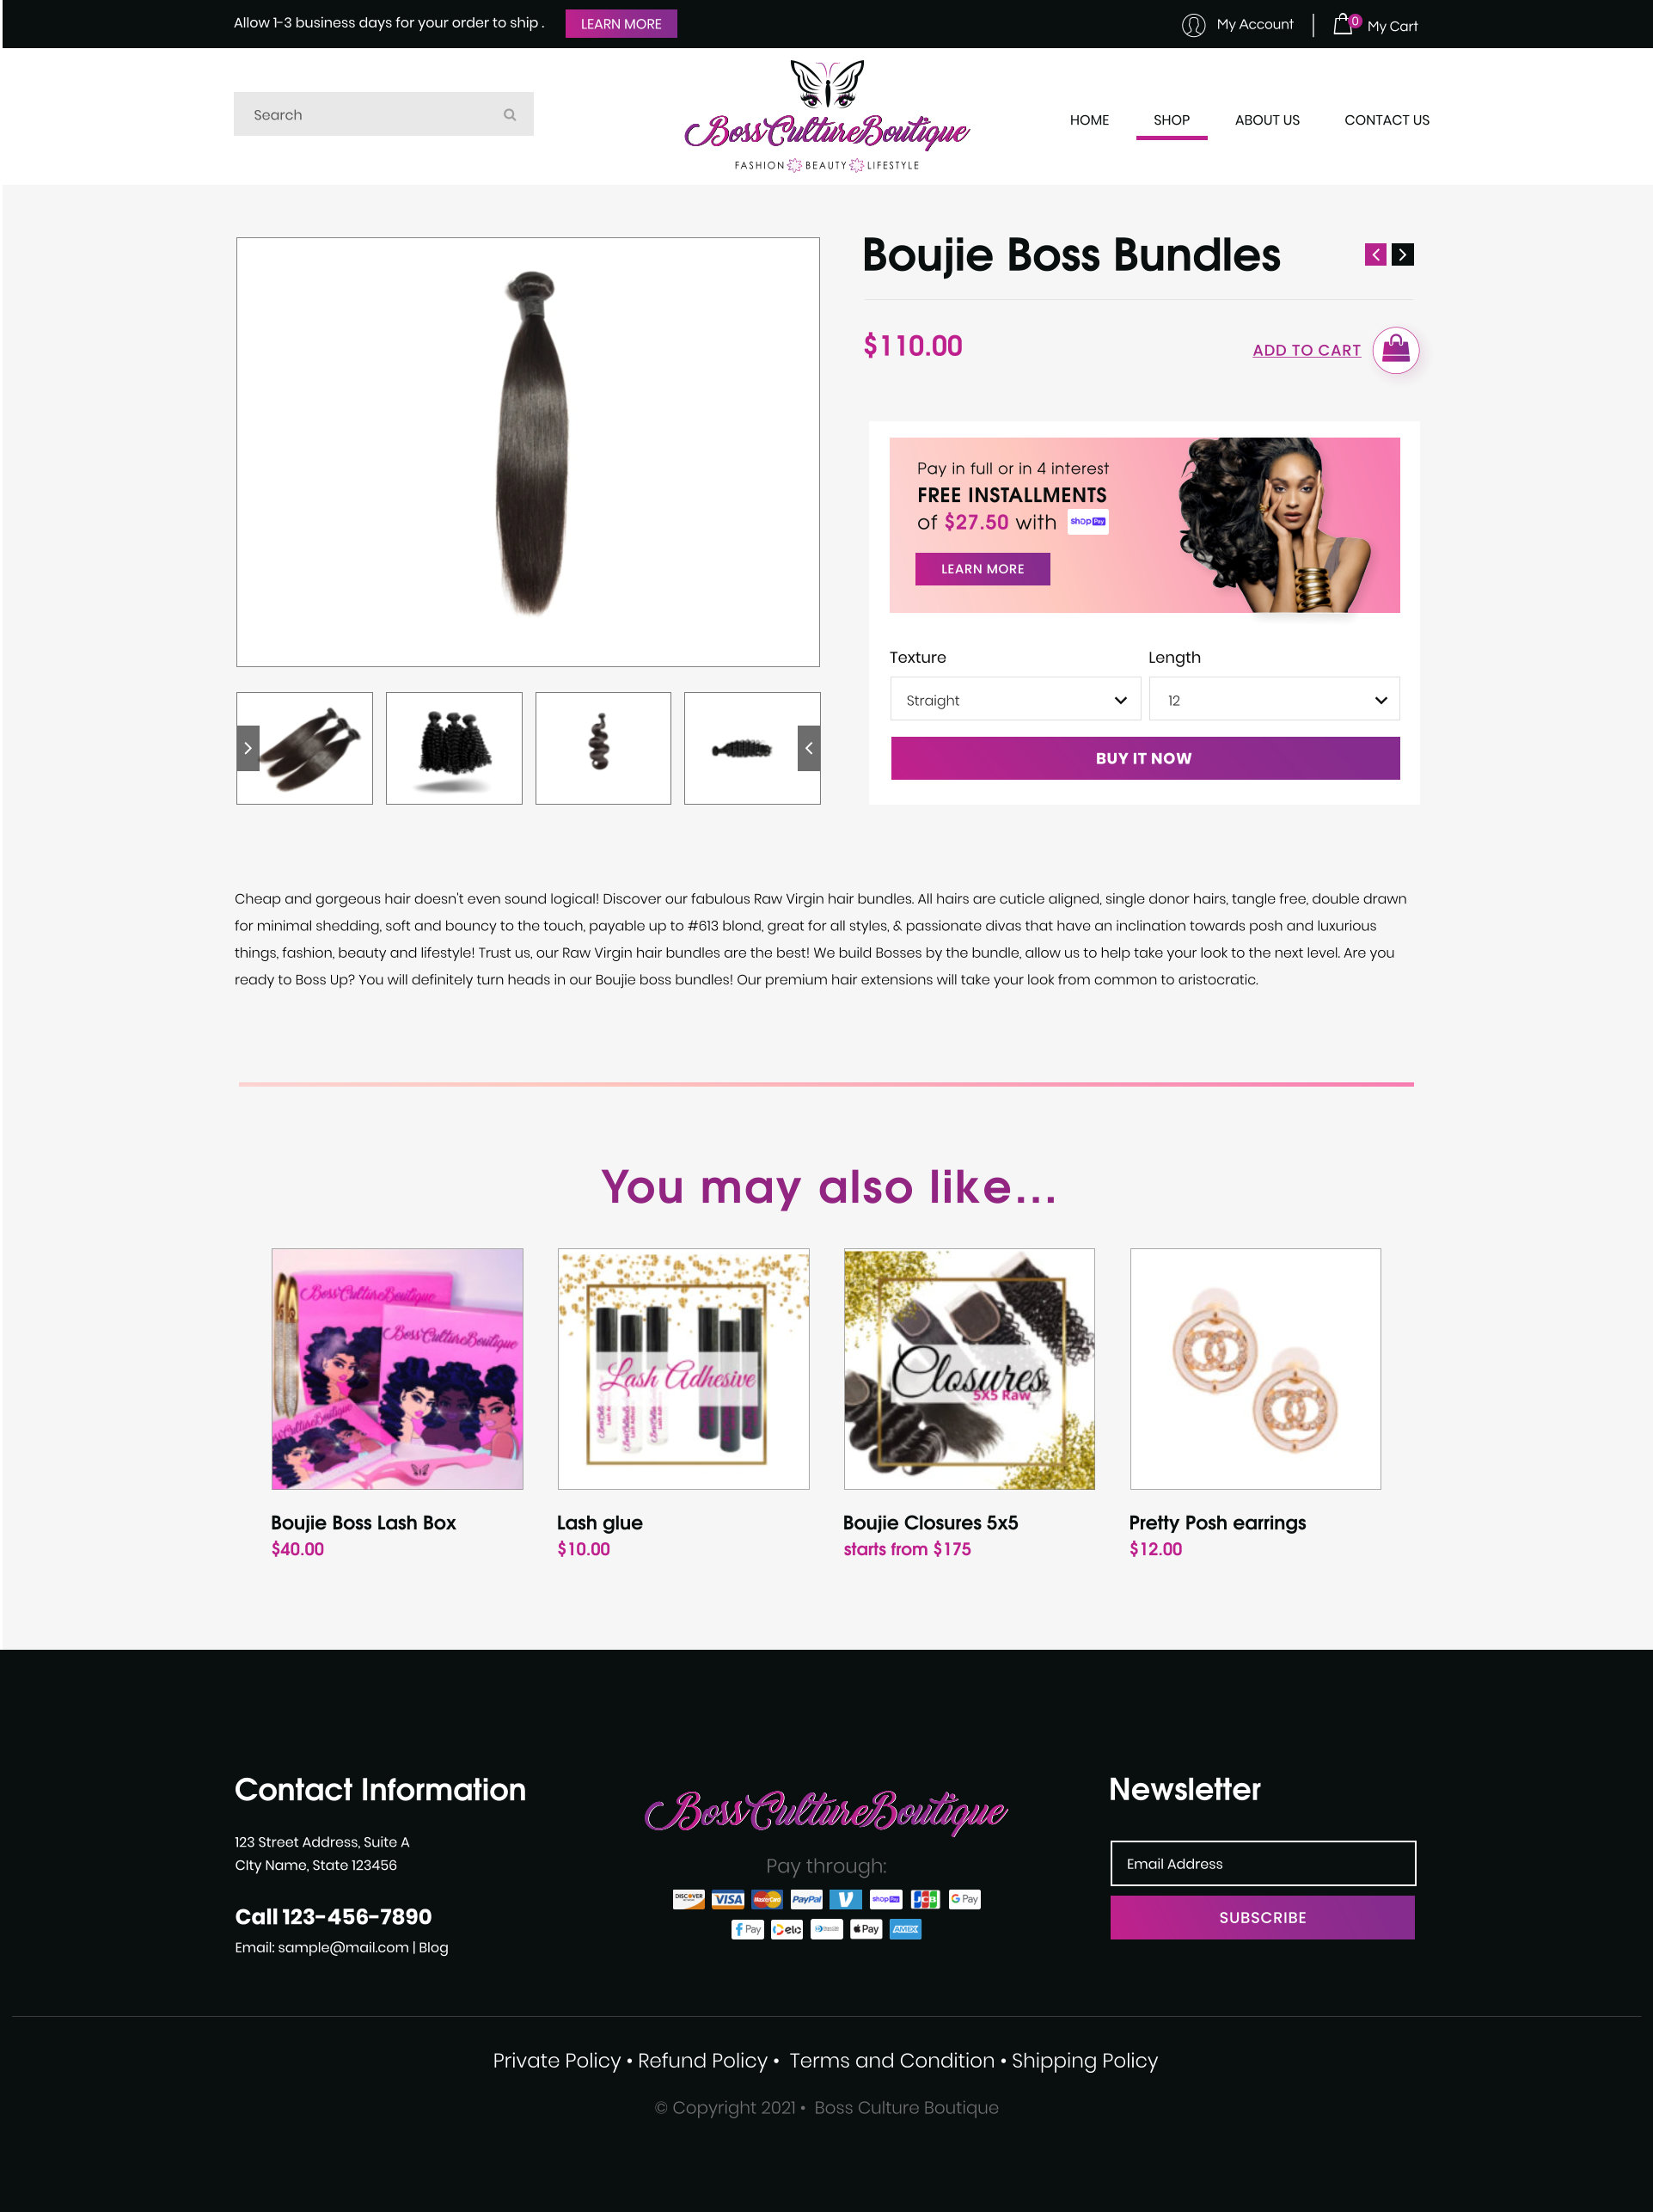 Allow 1-3 business days for your order to ship .
LEARN MORE
My Account
0
My Cart
Search
BossCultureBoutique
FASHION BEAUTY LIFESTYLE
HOME
SHOP
ABOUT US
CONTACT US
Boujie Boss Bundles
$110.00
ADD TO CART
Pay in full or in 4 interest
FREE INSTALLMENTS
of $27.50 with shop Pay
LEARN MORE
Texture
Length
Straight
12
BUY IT NOW
Cheap and gorgeous hair doesn't even sound logical! Discover our fabulous Raw Virgin hair bundles. All hairs are cuticle aligned, single donor hairs, tangle free, double drawn
for minimal shedding, soft and bouncy to the touch, payable up to #613 blond, great for all styles, & passionate divas that have an inclination towards posh and luxurious
things, fashion, beauty and lifestyle! Trust us, our Raw Virgin hair bundles are the best! We build Bosses by the bundle, allow us to help take your look to the next level. Are you
ready to Boss Up? You will definitely turn heads in our Boujie boss bundles! Our premium hair extensions will take your look from common to aristocratic.
You may also like...
BossCultureBoutique
BossCultureBoutique
BossCultureBoutique
Lash Adhesive
Closures
5X5 Raw
Boujie Boss Lash Box
$40.00
Lash glue
$10.00
Boujie Closures 5x5
starts from $175
Pretty Posh earrings
$12.00
Contact Information
123 Street Address, Suite A
CIty Name, State 123456
Call 123-456-7890
Email: sample@mail.com | Blog
BossCultureBoutique
Pay through:
DISCOVER VISA MasterCard PayPal V shop Pay JCB G Pay
f Pay elo Pay AMEX
Newsletter
Email Address
SUBSCRIBE
Private Policy • Refund Policy • Terms and Condition • Shipping Policy
© Copyright 2021 • Boss Culture Boutique